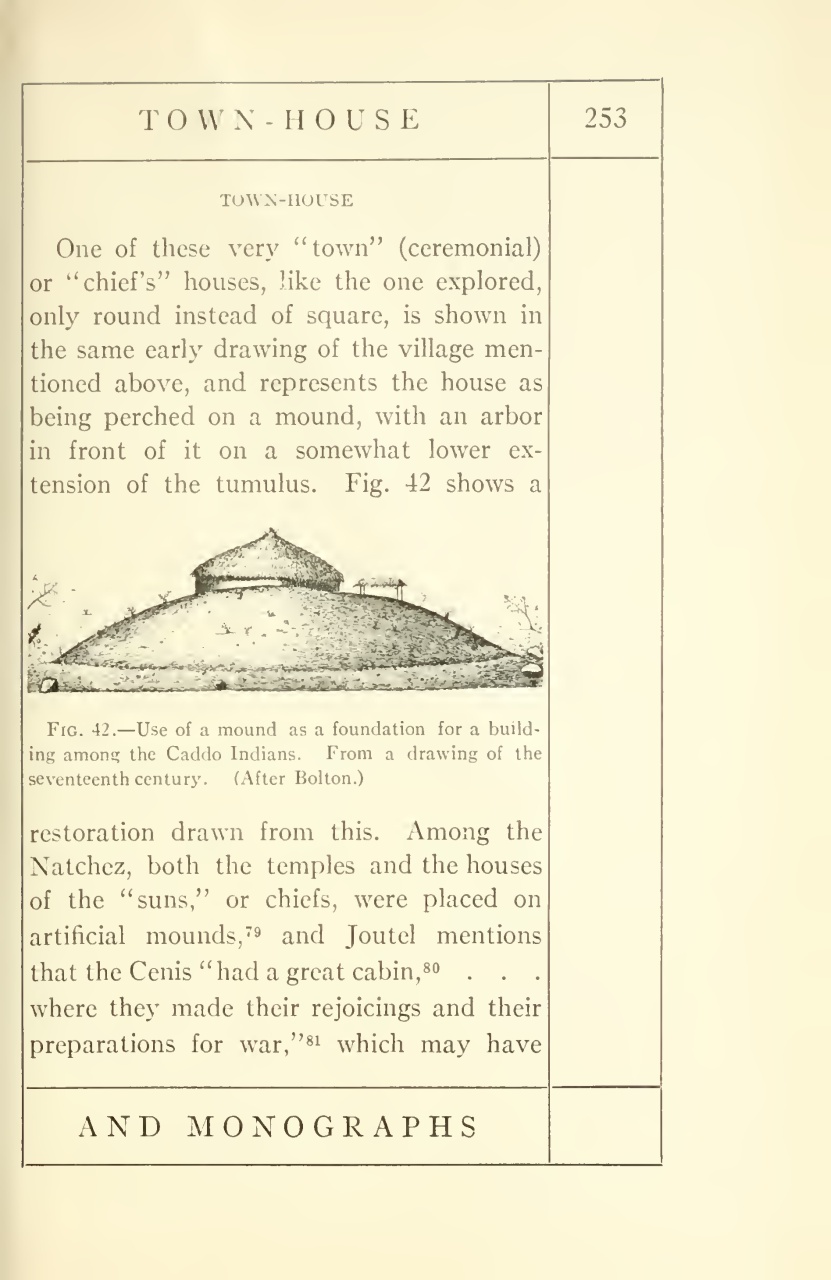 TOWN-HOUSE
253
TOWN-HOUSE
One of these very “town” (ceremonial)
or “chief’s” houses, like the one explored,
only round instead of square, is shown in
the same early drawing of the village men-
tioned above, and represents the house as
being perched on a mound, with an arbor
in front of it on a somewhat lower ex-
tension of the tumulus. Fig. 42 shows a
Fig. 42.—Use of a mound as a foundation for a build-
ing among the Caddo Indians. From a drawing of the
seventeenth century. (After Bolton.)
restoration drawn from this. Among the
Natchez, both the temples and the houses
of the “suns,” or chiefs, were placed on
artificial mounds,⁷⁹ and Joutel mentions
that the Cenis “had a great cabin,⁸⁰ . . .
where they made their rejoicings and their
preparations for war,”⁸¹ which may have
AND MONOGRAPHS